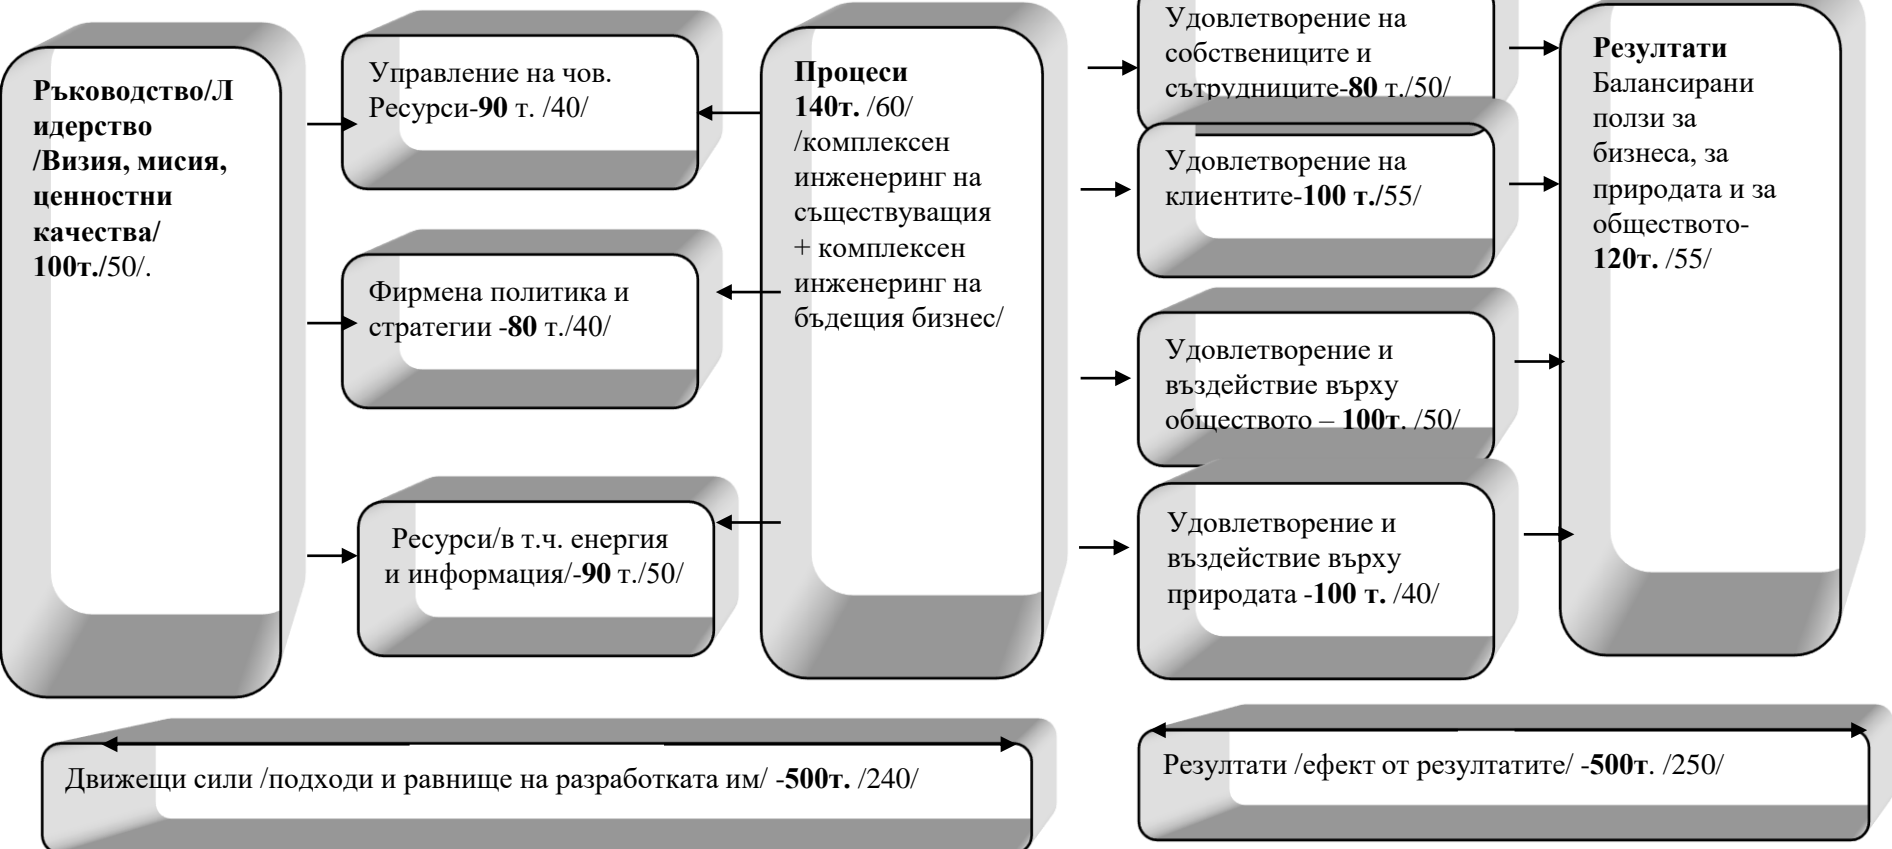 Ръководство/Л
идерство
/Визия, мисия,
ценностни
качества/
100т./50/.
Управление на чов.
Ресурси-90 т. /40/
Фирмена политика и
стратегии -80 т./40/
Ресурси/в т.ч. енергия
и информация/-90 т./50/
Процеси
140т. /60/
/комплексен
инженеринг на
съществуващия
+ комплексен
инженеринг на
бъдещия бизнес/
Удовлетворение на
собствениците и
сътрудниците-80 т./50/
Удовлетворение на
клиентите-100 т./55/
Удовлетворение и
въздействие върху
обществото – 100т. /50/
Удовлетворение и
въздействие върху
природата -100 т. /40/
Резултати
Балансирани
ползи за
бизнеса, за
природата и за
обществото-
120т. /55/
Движещи сили /подходи и равнище на разработката им/ -500т. /240/
Резултати /ефект от резултатите/ -500т. /250/